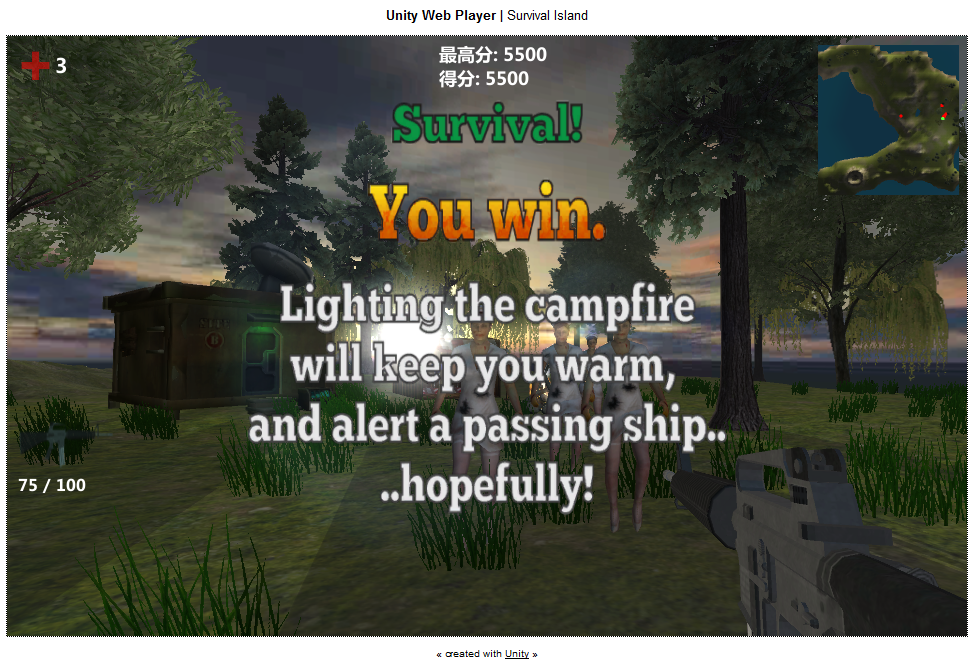 Unity Web Player | Survival Island
3
最高分: 5500
得分: 5500
Survival!
You win.
Lighting the campfire
will keep you warm,
and alert a passing ship..
..hopefully!
75 / 100
« created with Unity »